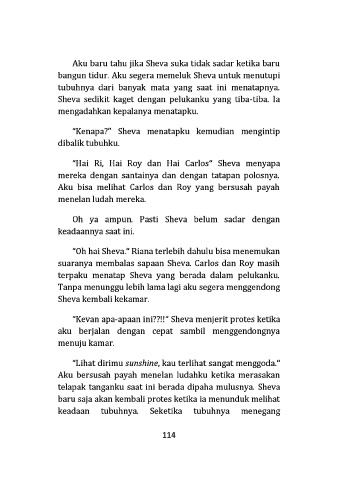 Aku baru tahu jika Sheva suka tidak sadar ketika baru
bangun tidur. Aku segera memeluk Sheva untuk menutupi
tubuhnya dari banyak mata yang saat ini menatapnya.
Sheva sedikit kaget dengan pelukanku yang tiba-tiba. Ia
mengadahkan kepalanya menatapku.
"Kenapa?" Sheva menatapku kemudian mengintip
dibalik tubuhku.
"Hai Ri, Hai Roy dan Hai Carlos" Sheva menyapa
mereka dengan santainya dan dengan tatapan polosnya.
Aku bisa melihat Carlos dan Roy yang bersusah payah
menelan ludah mereka.
Oh ya ampun. Pasti Sheva belum sadar dengan
keadaannya saat ini.
"Oh hai Sheva." Riana terlebih dahulu bisa menemukan
suaranya membalas sapaan Sheva. Carlos dan Roy masih
terpaku menatap Sheva yang berada dalam pelukanku.
Tanpa menunggu lebih lama lagi aku segera menggendong
Sheva kembali kekamar.
"Kevan apa-apaan ini??!!" Sheva menjerit protes ketika
aku berjalan dengan cepat sambil menggendongnya
menuju kamar.
"Lihat dirimu sunshine, kau terlihat sangat menggoda."
Aku bersusah payah menelan ludahku ketika merasakan
telapak tanganku saat ini berada dipaha mulusnya. Sheva
baru saja akan kembali protes ketika ia menunduk melihat
keadaan tubuhnya. Seketika tubuhnya menegang
114